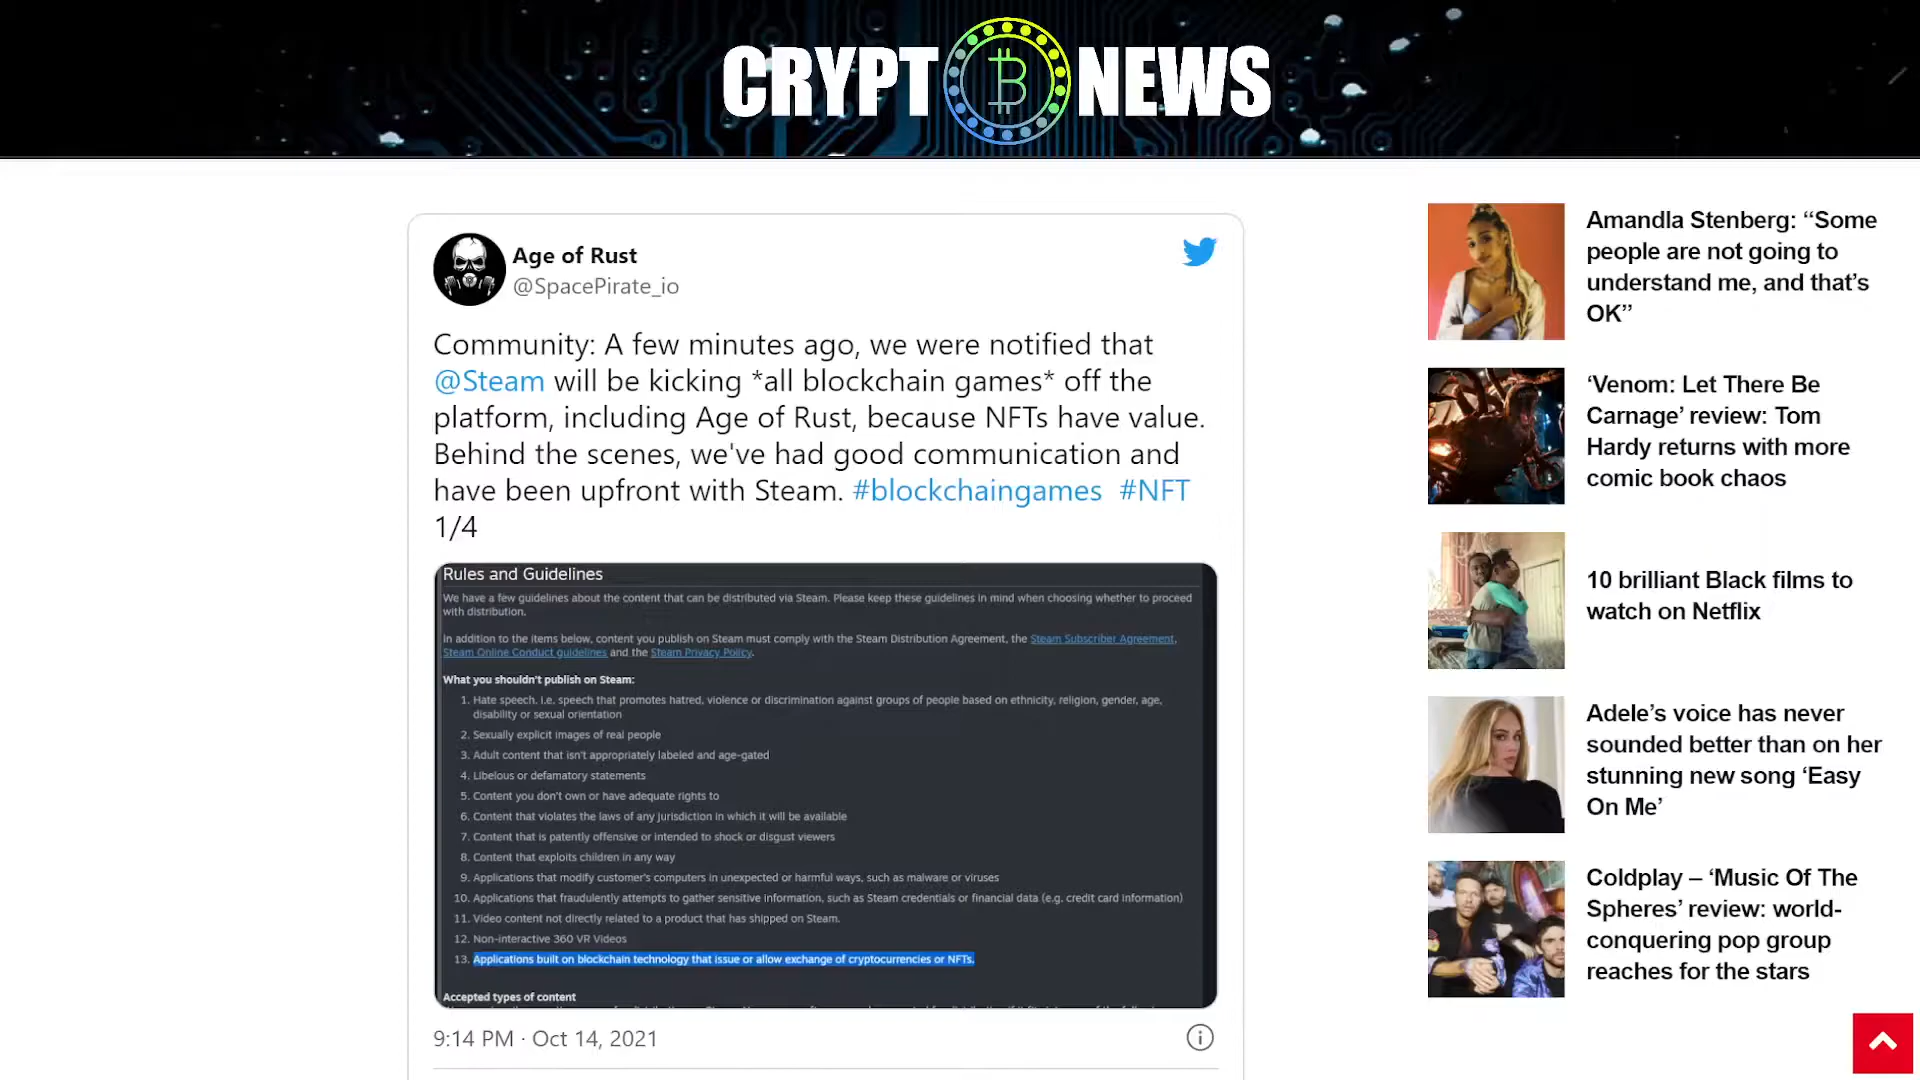 CRYPT NEWS
Age of Rust
@SpacePirate_io
Community: A few minutes ago, we were notified that
@Steam will be kicking *all blockchain games* off the
platform, including Age of Rust, because NFTs have value.
Behind the scenes, we've had good communication and
have been upfront with Steam. #blockchaingames #NFT
1/4
Rules and Guidelines
We have a few guidelines about the content that can be distributed via Steam. Please keep these guidelines in mind when choosing whether to proceed
with distribution.
In addition to the items below, content you publish on Steam must comply with the Steam Distribution Agreement, the Steam Subscriber Agreement,
Steam Online Conduct guidelines and the Steam Privacy Policy.
What you shouldn't publish on Steam:
1. Hate speech, i.e. speech that promotes hatred, violence or discrimination against groups of people based on ethnicity, religion, gender, age,
disability or sexual orientation
2. Sexually explicit images of real people
3. Adult content that isn't appropriately labeled and age-gated
4. Libelous or defamatory statements
5. Content you don't own or have adequate rights to
6. Content that violates the laws of any jurisdiction in which it will be available
7. Content that is patently offensive or intended to shock or disgust viewers
8. Content that exploits children in any way
9. Applications that modify customer's computers in unexpected or harmful ways, such as malware or viruses
10. Applications that fraudulently attempts to gather sensitive information, such as Steam credentials or financial data (e.g. credit card information)
11. Video content not directly related to a product that has shipped on Steam.
12. Non-interactive 360 VR Videos
13. Applications built on blockchain technology that issue or allow exchange of cryptocurrencies or NFTs.
Accepted types of content
9:14 PM · Oct 14, 2021
Amandla Stenberg: “Some
people are not going to
understand me, and that’s
OK”
‘Venom: Let There Be
Carnage’ review: Tom
Hardy returns with more
comic book chaos
10 brilliant Black films to
watch on Netflix
Adele’s voice has never
sounded better than on her
stunning new song ‘Easy
On Me’
Coldplay – ‘Music Of The
Spheres’ review: world-
conquering pop group
reaches for the stars